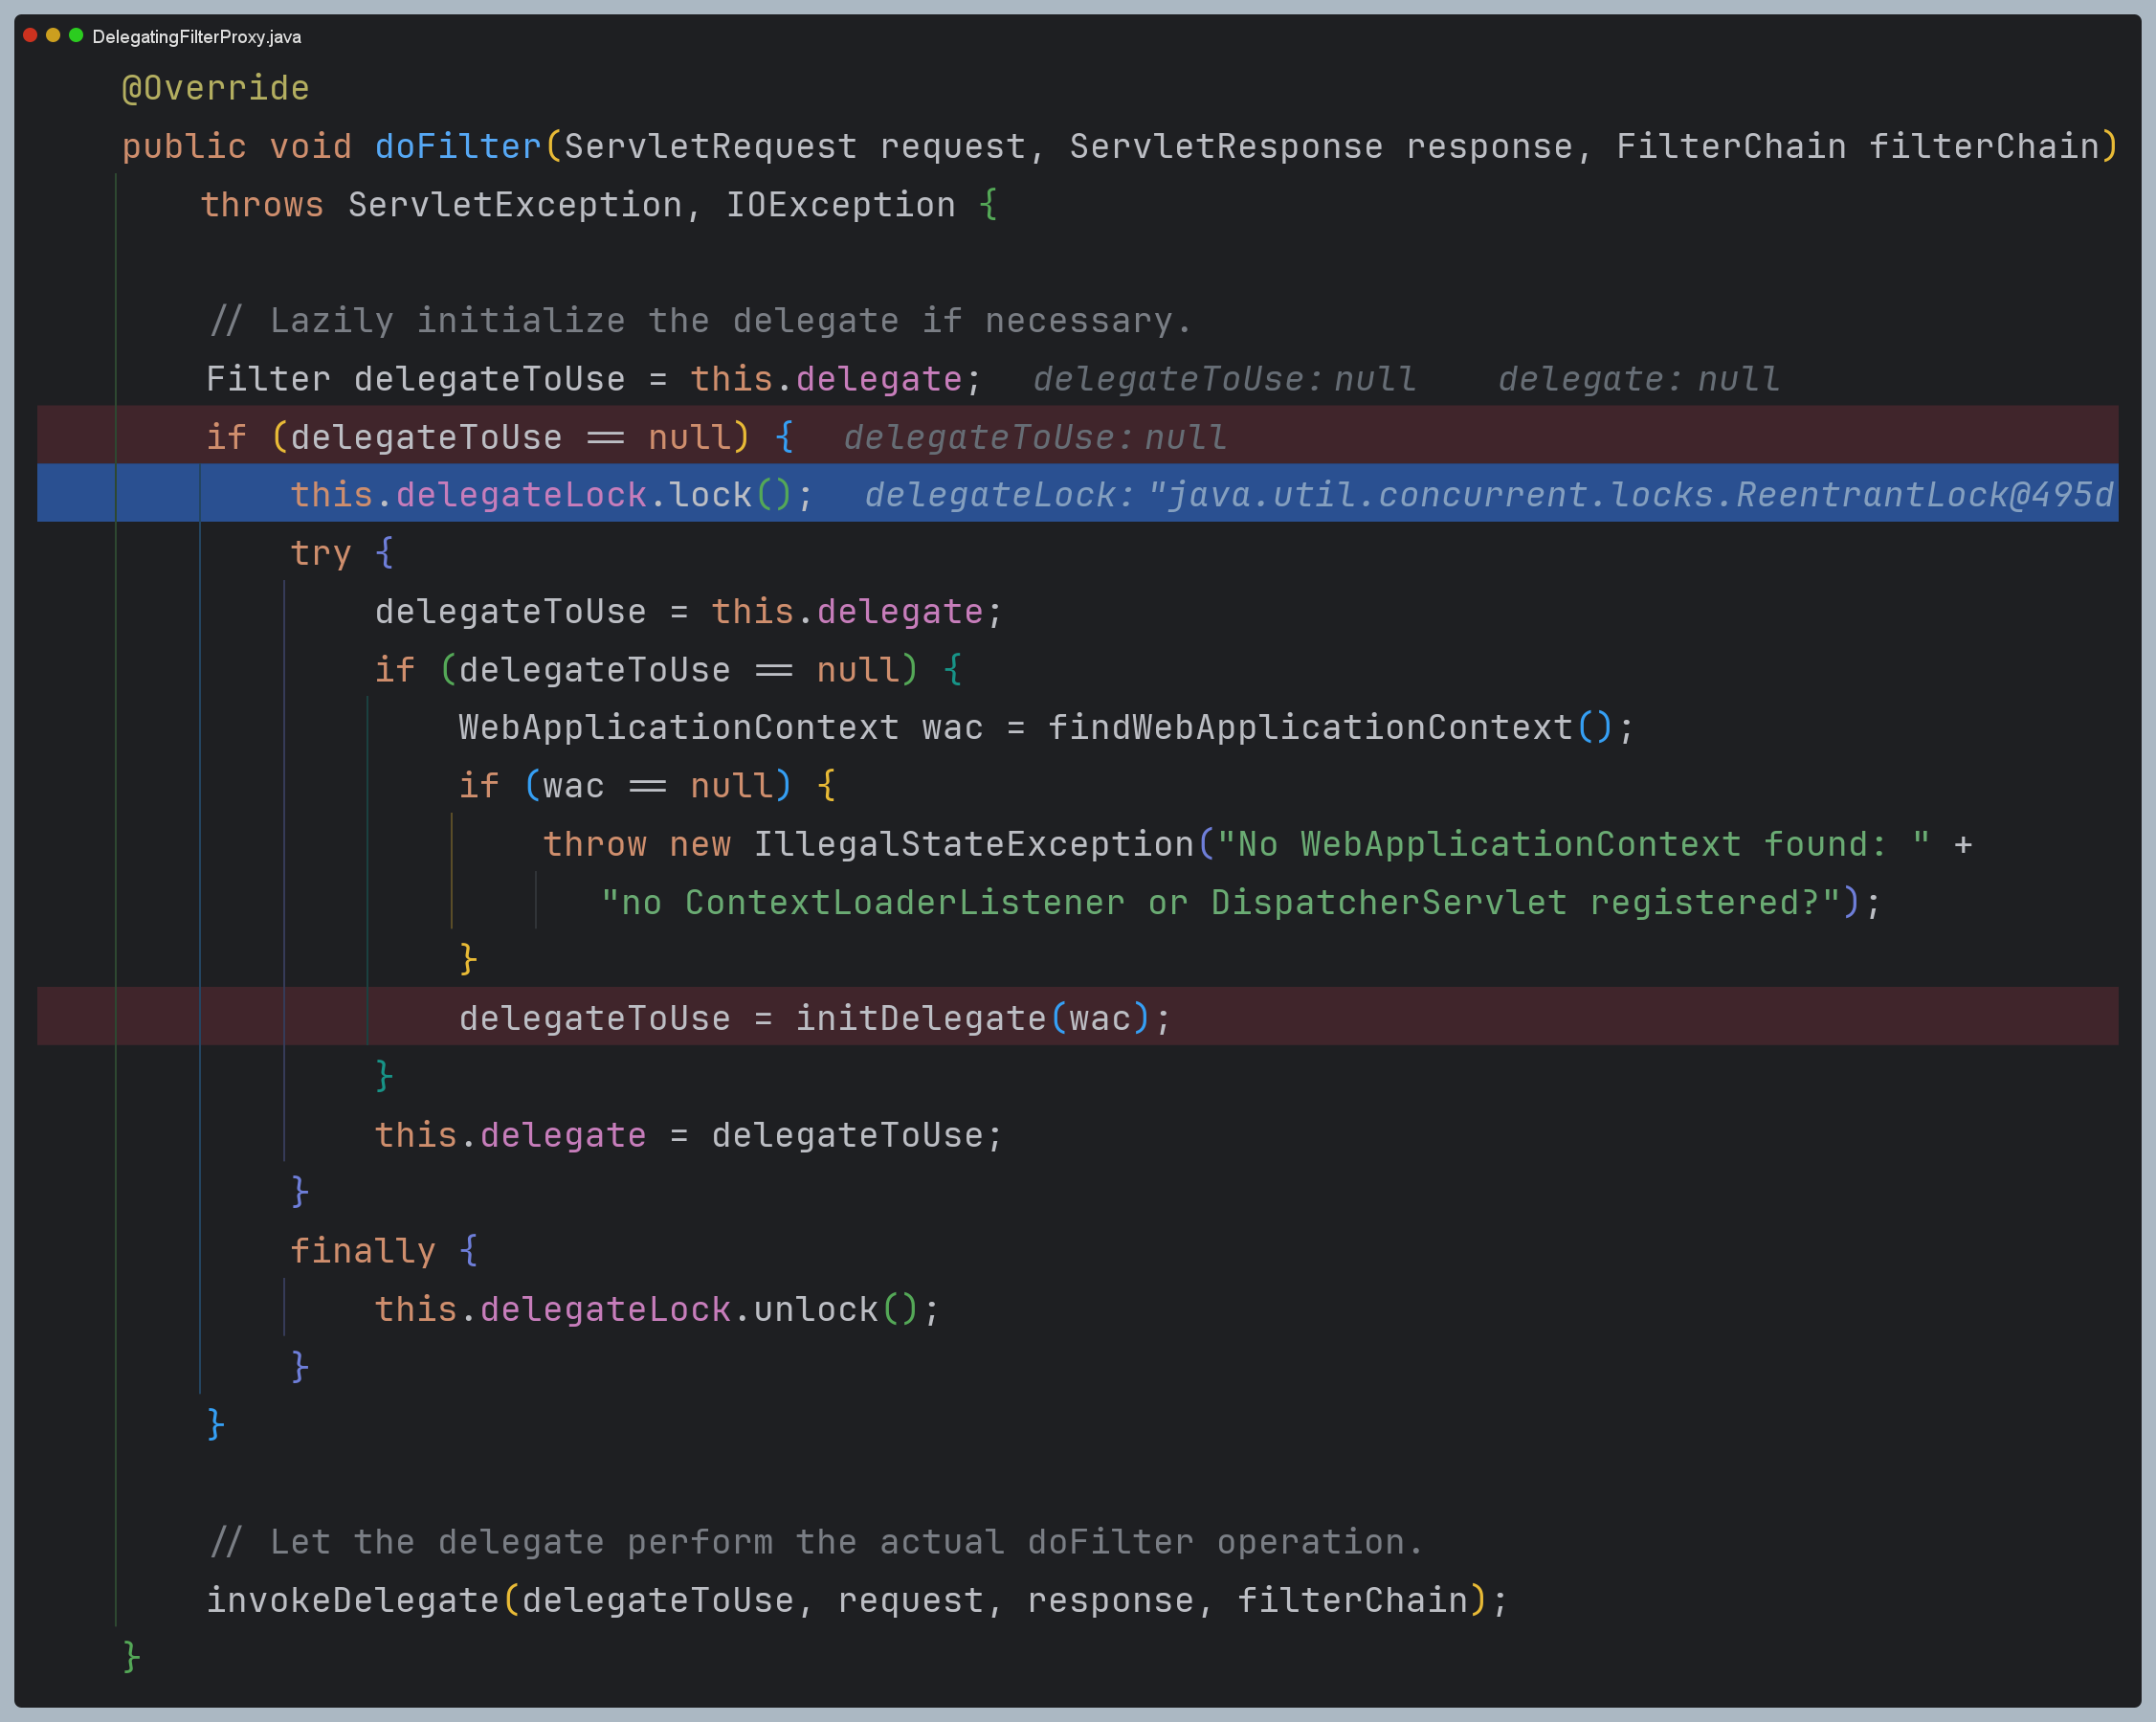 DelegatingFilterProxy.java
@Override
public void doFilter(ServletRequest request, ServletResponse response, FilterChain filterChain)
throws ServletException, IOException {
// Lazily initialize the delegate if necessary.
Filter delegateToUse = this.delegate; delegateToUse: null delegate: null
if (delegateToUse == null) { delegateToUse: null
this.delegateLock.lock(); delegateLock: "java.util.concurrent.locks.ReentrantLock@495d
try {
delegateToUse = this.delegate;
if (delegateToUse == null) {
WebApplicationContext wac = findWebApplicationContext();
if (wac == null) {
throw new IllegalStateException("No WebApplicationContext found: " +
"no ContextLoaderListener or DispatcherServlet registered?");
}
delegateToUse = initDelegate(wac);
}
this.delegate = delegateToUse;
}
finally {
this.delegateLock.unlock();
}
}
// Let the delegate perform the actual doFilter operation.
invokeDelegate(delegateToUse, request, response, filterChain);
}